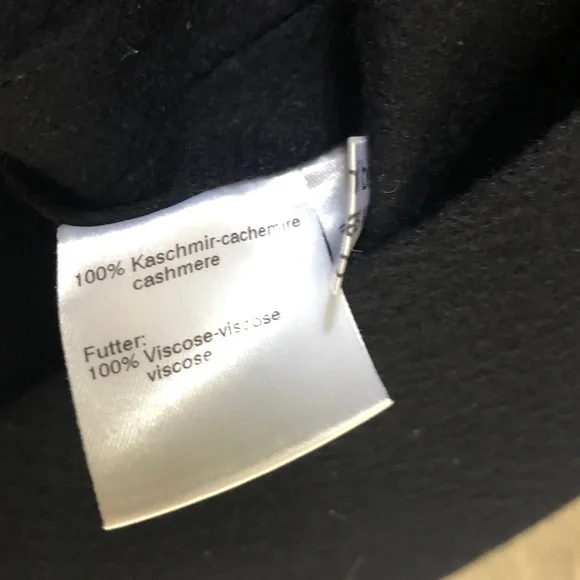 100% Kaschmir-cachemire
cashmere
Futter:
100% Viscose-viscose
viscose